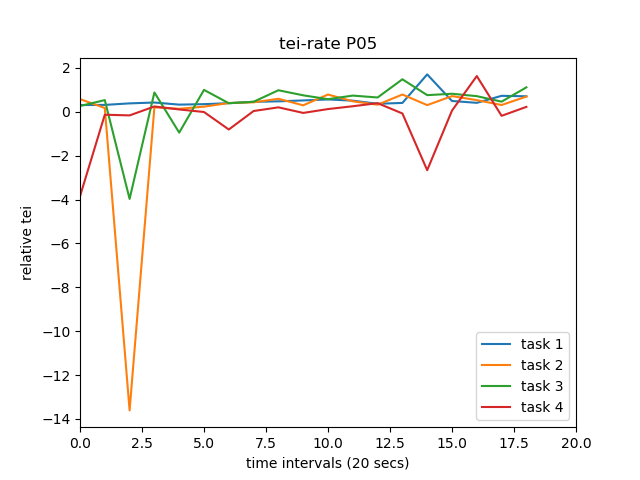 tei-rate P05
2
0
−2
−4
−6
−8
−10
−12
−14
relative tei
0.0 2.5 5.0 7.5 10.0 12.5 15.0 17.5 20.0
time intervals (20 secs)
task 1
task 2
task 3
task 4